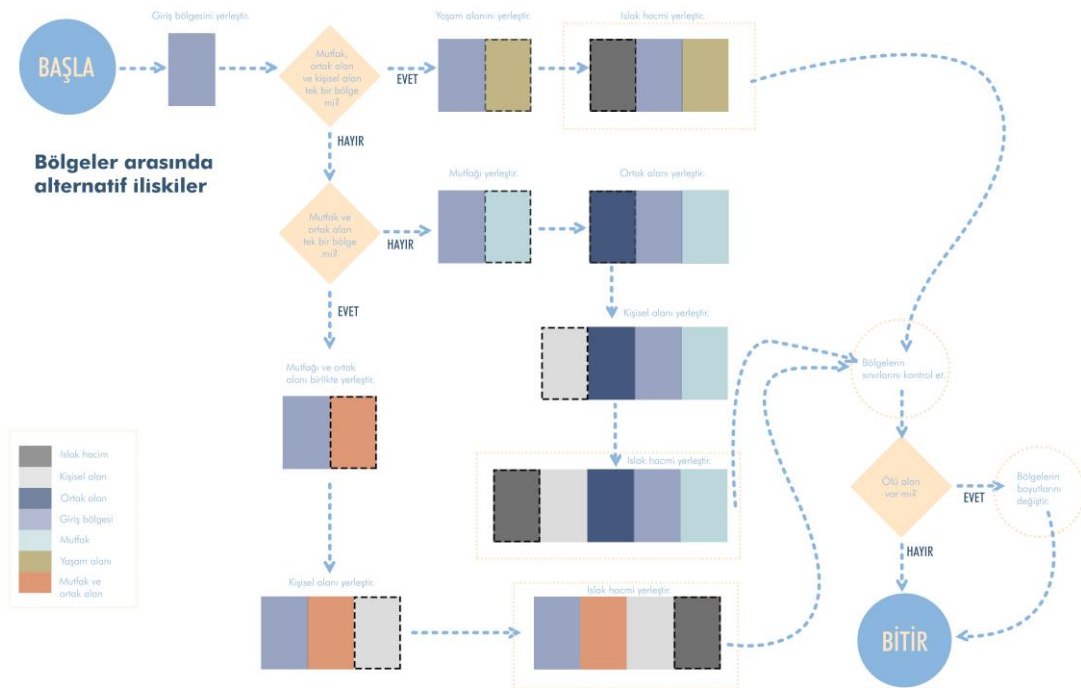 Giriş bölgesini yerleştir.
BAŞLA
Mutfak,
ortak alan
ve kişisel alan
tek bir bölge
mi?
EVET
Yaşam alanını yerleştir.
Islak hacmi yerleştir.
HAYIR
Bölgeler arasında
alternatif iliskiler
Mutfak ve
ortak alan
tek bir bölge
mi?
HAYIR
Mutfağı yerleştir.
Ortak alanı yerleştir.
EVET
Kişisel alanı yerleştir.
Mutfağı ve ortak
alanı birlikte yerleştir.
Islak hacmi yerleştir.
Bölgelerin
sınırlarını kontrol et.
Ölü alan
var mı?
EVET
Bölgelerin
boyutlarını
değiştir.
HAYIR
BİTİR
Islak hacim
Kişisel alan
Ortak alan
Giriş bölgesi
Mutfak
Yaşam alanı
Mutfak ve
ortak alan
Kişisel alanı yerleştir.
Islak hacmi yerleştir.